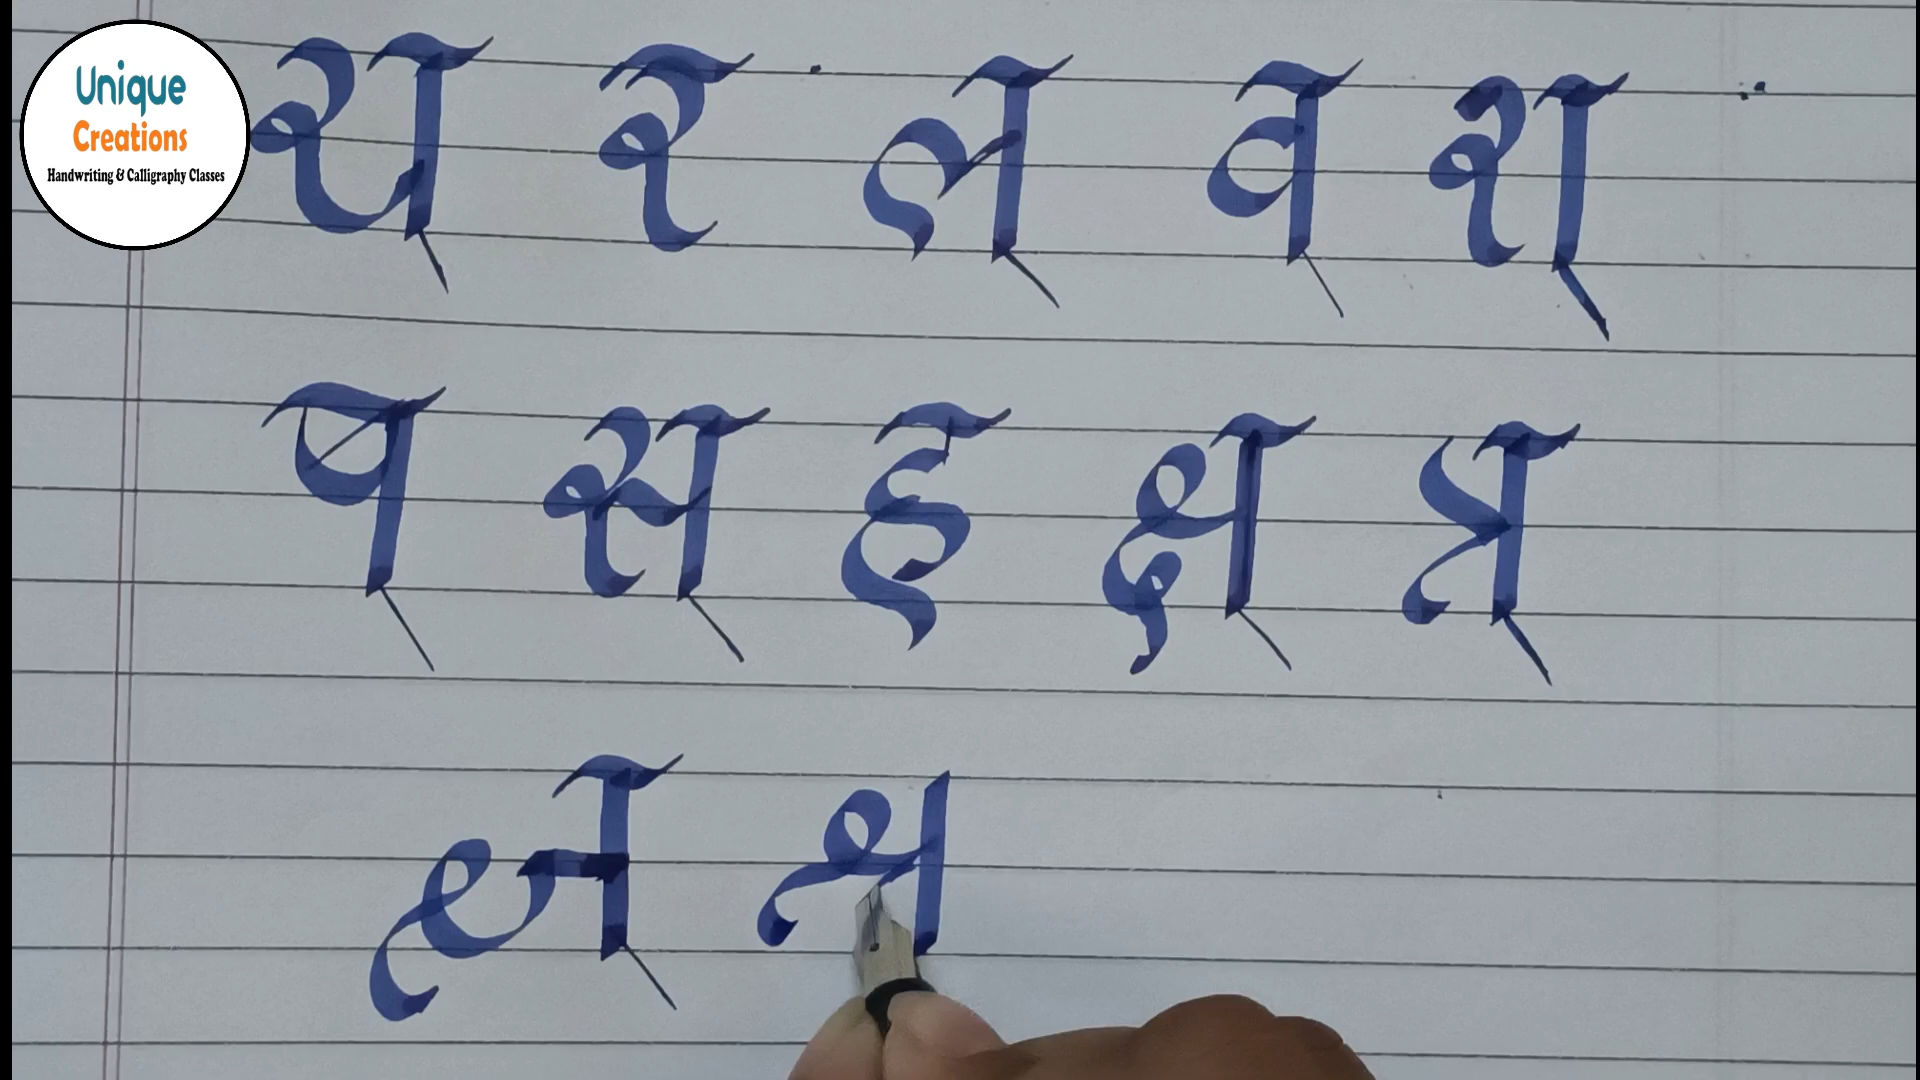 Unique
Creations
Handwriting & Calligraphy Classes
य र ल व श
ष स ह क्ष त्र
ज्ञ श्र